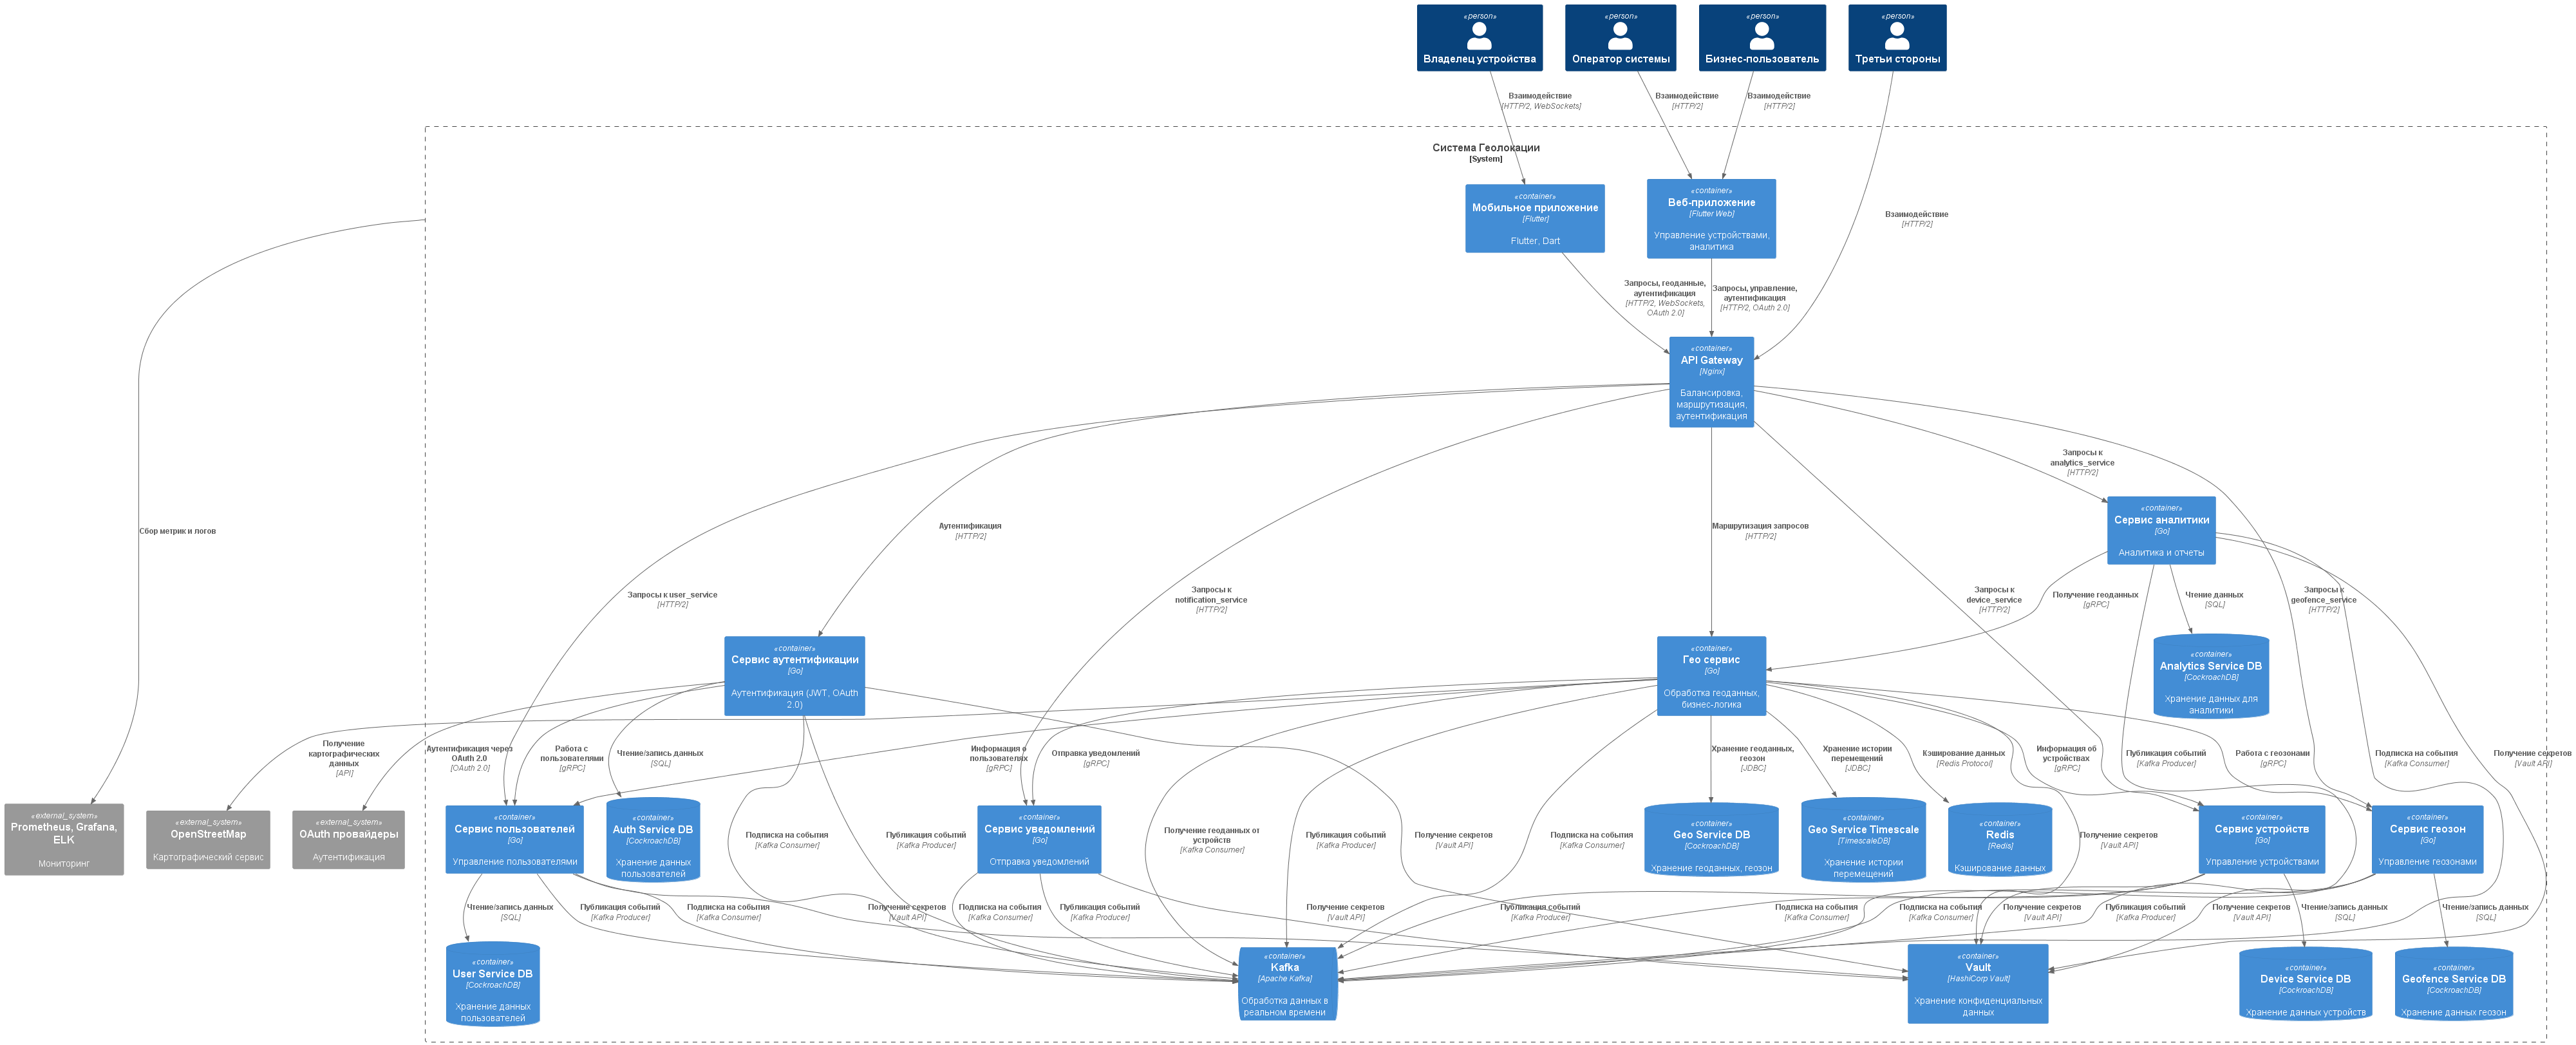 «person»
Владелец устройства
«person»
Оператор системы
«person»
Бизнес-пользователь
«person»
Третьи стороны
Взаимодействие
[HTTP/2, WebSockets]
Взаимодействие
[HTTP/2]
Взаимодействие
[HTTP/2]
Система Геолокации
[System]
«container»
Мобильное приложение
[Flutter]
Flutter, Dart
«container»
Веб-приложение
[Flutter Web]
Управление устройствами,
аналитика
Взаимодействие
[HTTP/2]
Запросы, геоданные,
аутентификация
[HTTP/2, WebSockets,
OAuth 2.0]
Запросы, управление,
аутентификация
[HTTP/2, OAuth 2.0]
«container»
API Gateway
[Nginx]
Балансировка,
маршрутизация,
аутентификация
Запросы к
analytics_service
[HTTP/2]
Сбор метрик и логов
Аутентификация
[HTTP/2]
Маршрутизация запросов
[HTTP/2]
«container»
Сервис аналитики
[Go]
Аналитика и отчеты
Запросы к user_service
[HTTP/2]
Запросы к
notification_service
[HTTP/2]
Запросы к
device_service
[HTTP/2]
Получение геоданных
[gRPC]
Чтение данных
[SQL]
Запросы к
geofence_service
[HTTP/2]
«container»
Сервис аутентификации
[Go]
Аутентификация (JWT, OAuth
2.0)
«container»
Гео сервис
[Go]
Обработка геоданных,
бизнес-логика
«container»
Analytics Service DB
[CockroachDB]
Хранение данных для
аналитики
Получение
картографических
данных
[API]
Аутентификация через
OAuth 2.0
[OAuth 2.0]
Работа с
пользователями
[gRPC]
Чтение/запись данных
[SQL]
Информация о
пользователях
[gRPC]
Отправка уведомлений
[gRPC]
Хранение геоданных,
геозон
[JDBC]
Хранение истории
перемещений
[JDBC]
Кэширование данных
[Redis Protocol]
Информация об
устройствах
[gRPC]
Публикация событий
[Kafka Producer]
Работа с геозонами
[gRPC]
Подписка на события
[Kafka Consumer]
Получение секретов
[Vault API]
«external_system»
Prometheus, Grafana,
ELK
Мониторинг
«external_system»
OpenStreetMap
Картографический сервис
«external_system»
OAuth провайдеры
Аутентификация
«container»
Сервис пользователей
[Go]
Управление пользователями
«container»
Auth Service DB
[CockroachDB]
Хранение данных
пользователей
Подписка на события
[Kafka Consumer]
Публикация событий
[Kafka Producer]
«container»
Сервис уведомлений
[Go]
Отправка уведомлений
Получение геоданных от
устройств
[Kafka Consumer]
Публикация событий
[Kafka Producer]
Получение секретов
[Vault API]
Подписка на события
[Kafka Consumer]
«container»
Geo Service DB
[CockroachDB]
Хранение геоданных, геозон
«container»
Geo Service Timescale
[TimescaleDB]
Хранение истории
перемещений
«container»
Redis
[Redis]
Кэширование данных
Получение секретов
[Vault API]
«container»
Сервис устройств
[Go]
Управление устройствами
«container»
Сервис геозон
[Go]
Управление геозонами
Чтение/запись данных
[SQL]
Публикация событий
[Kafka Producer]
Подписка на события
[Kafka Consumer]
Получение секретов
[Vault API]
Подписка на события
[Kafka Consumer]
Публикация событий
[Kafka Producer]
Получение секретов
[Vault API]
Публикация событий
[Kafka Producer]
Подписка на события
[Kafka Consumer]
Подписка на события
[Kafka Consumer]
Получение секретов
[Vault API]
Публикация событий
[Kafka Producer]
Получение секретов
[Vault API]
Чтение/запись данных
[SQL]
Чтение/запись данных
[SQL]
«container»
User Service DB
[CockroachDB]
Хранение данных
пользователей
«container»
Kafka
[Apache Kafka]
Обработка данных в
реальном времени
«container»
Vault
[HashiCorp Vault]
Хранение конфиденциальных
данных
«container»
Device Service DB
[CockroachDB]
Хранение данных устройств
«container»
Geofence Service DB
[CockroachDB]
Хранение данных геозон